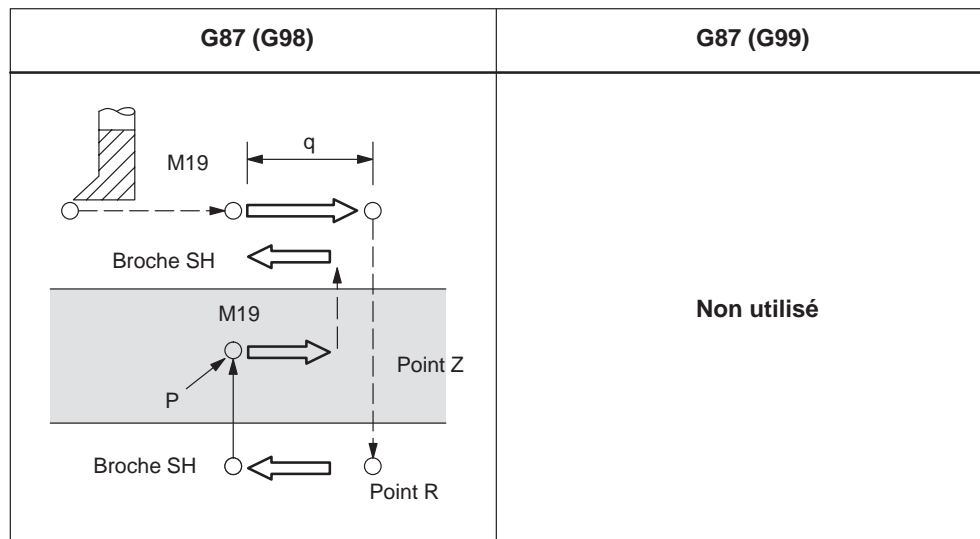 G87 (G98)
G87 (G99)
M19
q
Broche SH
M19
Point Z
P
Broche SH
Point R
Non utilisé